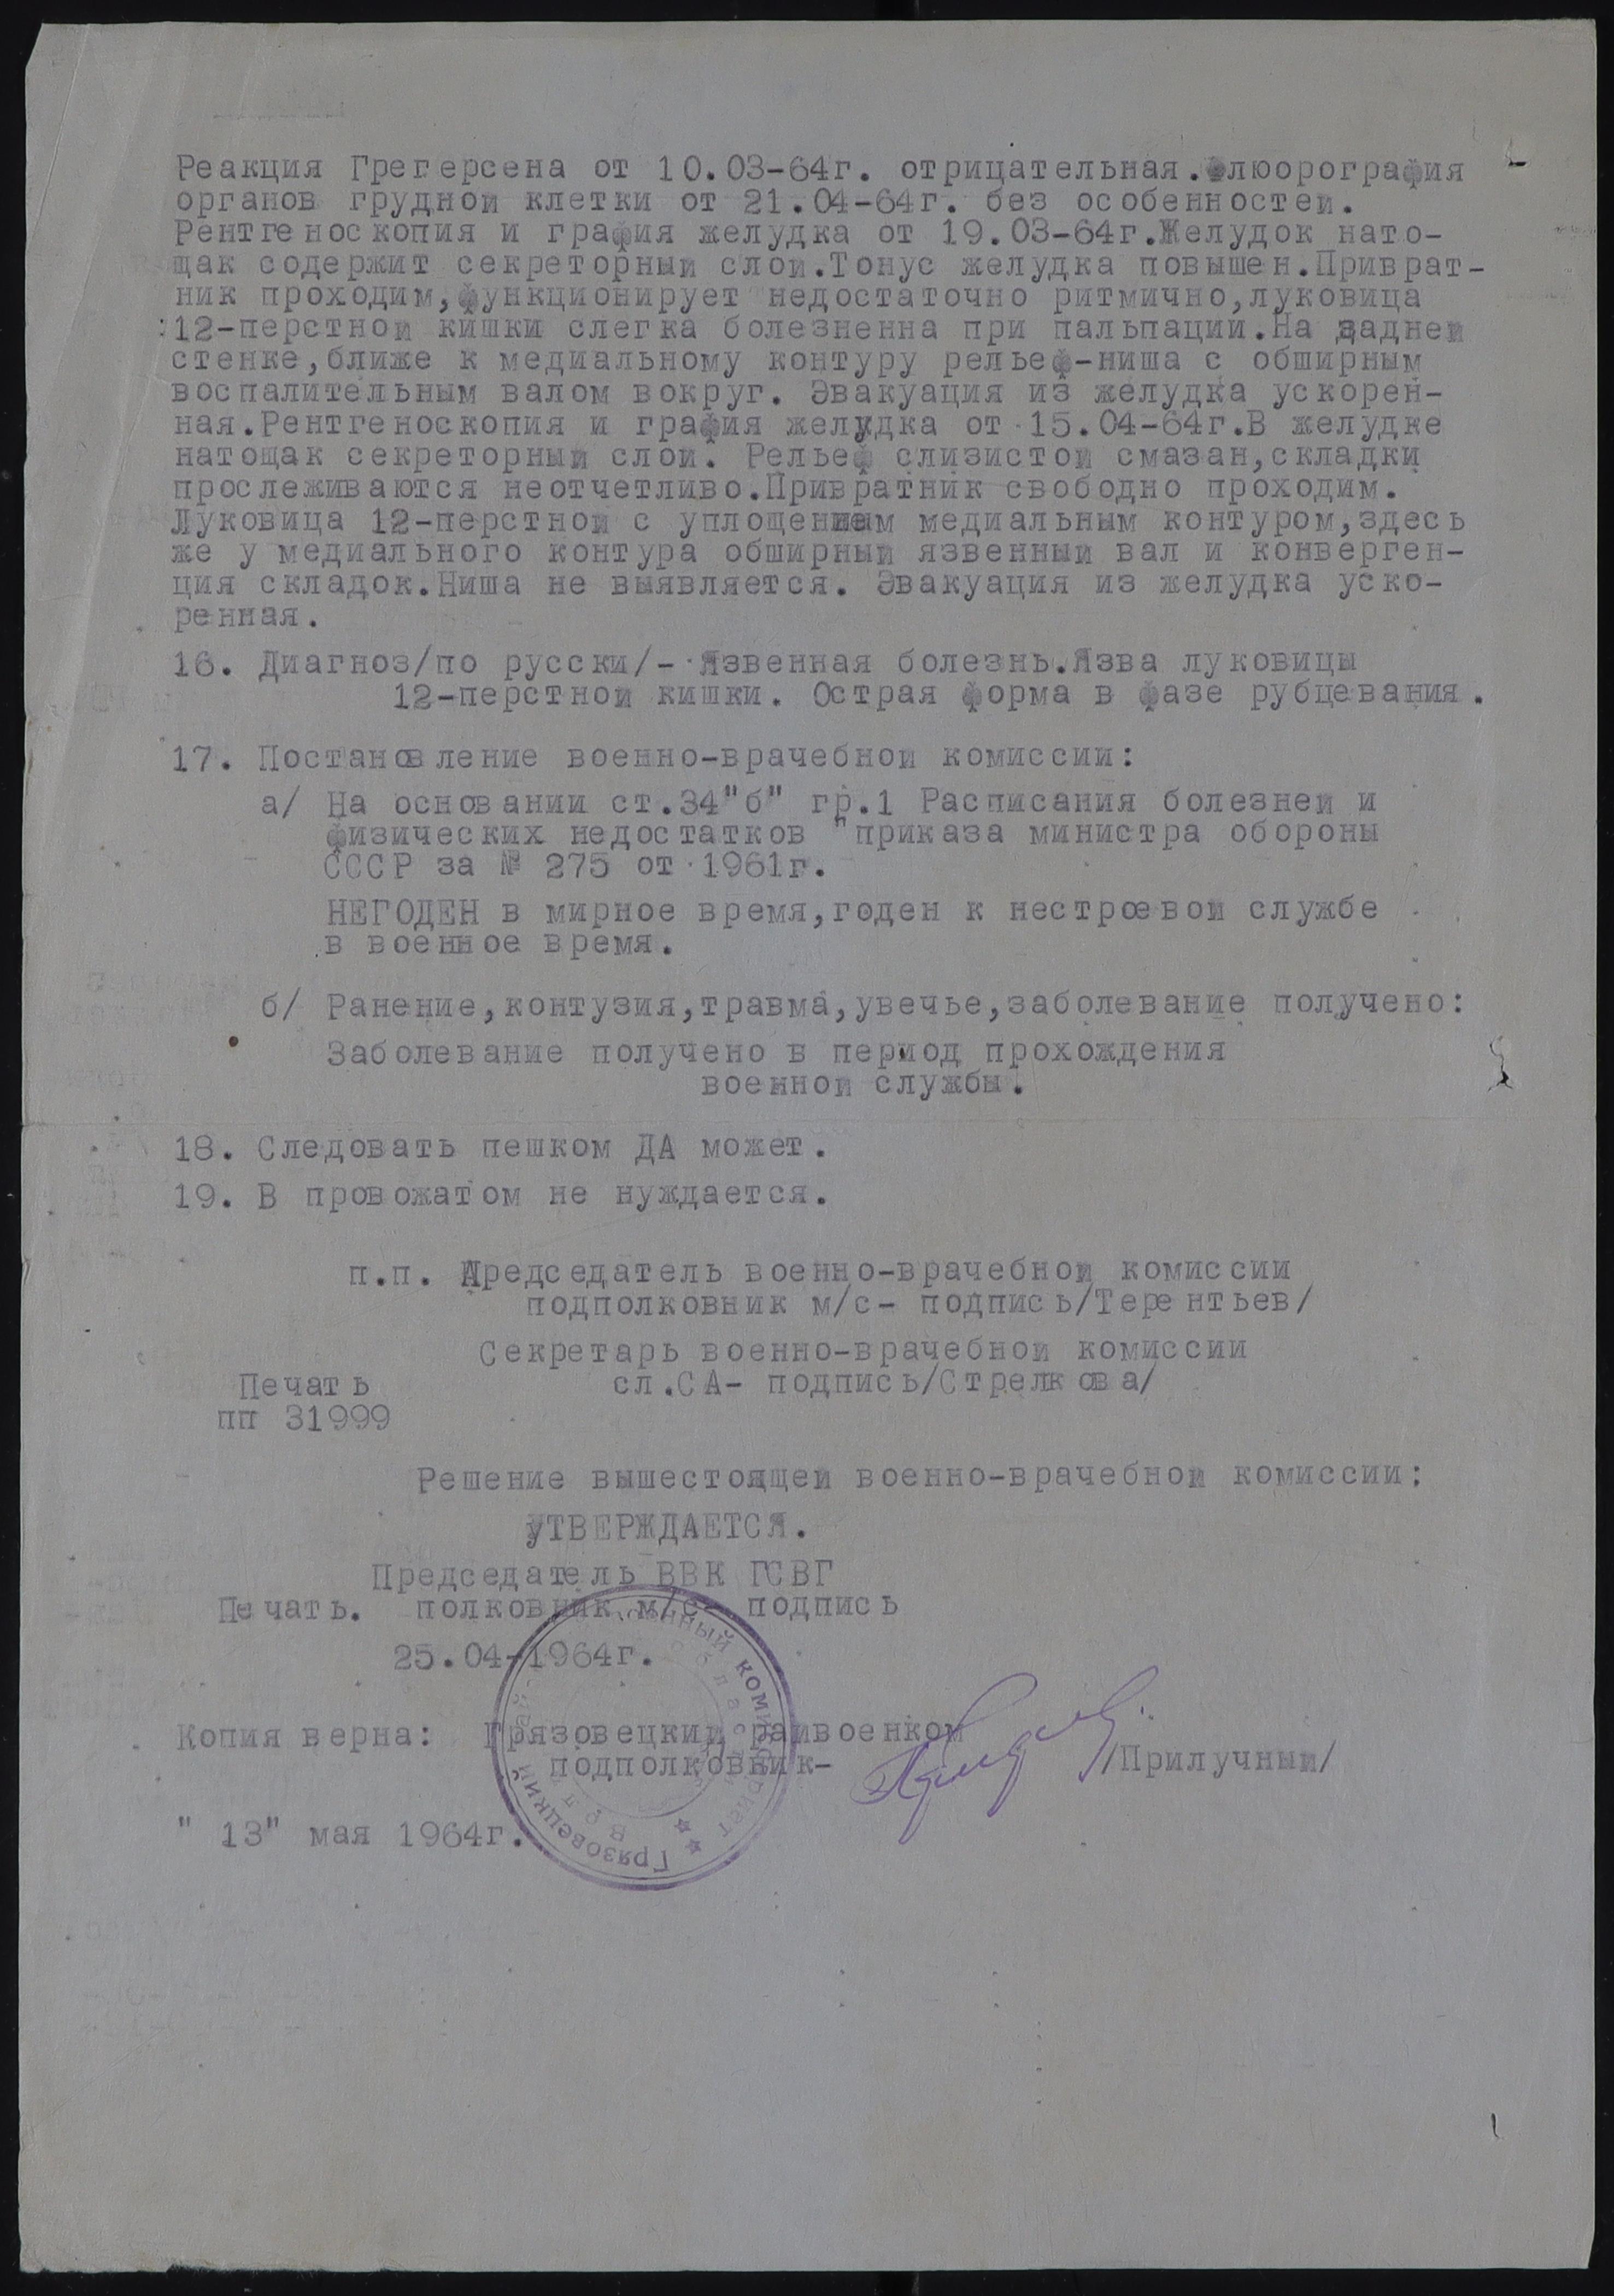 Реакция Грегерсена от 10.03-64г. отрицательная.Флюорография
органов грудной клетки от 21.04-64г. без особенностей.
Рентгеноскопия и графия желудка от 19.03-64г.Желудок нато-
щак содержит секреторный слой.Тонус желудка повышен.Приврат-
ник проходим,функционирует недостаточно ритмично,луковица
12-перстной кишки слегка болезненна при пальпации.На задней
стенке,ближе к медиальному контуру рельеф-ниша с обширным
воспалительным валом вокруг. Эвакуация из желудка ускорен-
ная.Рентгеноскопия и графия желудка от 15.04-64г.В желудке
натощак секреторный слой. Рельеф слизистой смазан,складки
прослеживаются неотчетливо.Привратник свободно проходим.
Луковица 12-перстной с уплощенным медиальным контуром,здесь
же у медиального контура обширный язвенный вал и конверген-
ция складок.Ниша не выявляется. Эвакуация из желудка уско-
ренная.
16. Диагноз/по русски/- Язвенная болезнь.Язва луковицы
12-перстной кишки. Острая форма в фазе рубцевания.
17. Постановление военно-врачебной комиссии:
а/ На основании ст.34"б" гр.1 Расписания болезней и
физических недостатков "приказа министра обороны
СССР за № 275 от 1961г.
НЕГОДЕН в мирное время,годен к нестроевой службе
в военное время.
б/ Ранение,контузия,травма,увечье,заболевание получено:
Заболевание получено в период прохождения
военной службы.
18. Следовать пешком ДА может.
19. В провожатом не нуждается.
п.п. Председатель военно-врачебной комиссии
подполковник м/с- подпись/Терентьев/
Секретарь военно-врачебной комиссии
Печать сл.СА- подпись/Стрелкова/
пп 31999
Решение вышестоящей военно-врачебной комиссии:
УТВЕРЖДАЕТСЯ.
Председатель ВВК ГСВГ
Печать. полковник м/с- подпись
25.04-1964г.
Копия верна: Грязовецкий райвоенком
подполковник- /Прилучный/
" 13" мая 1964г.
Грязовецкий военный комиссариат